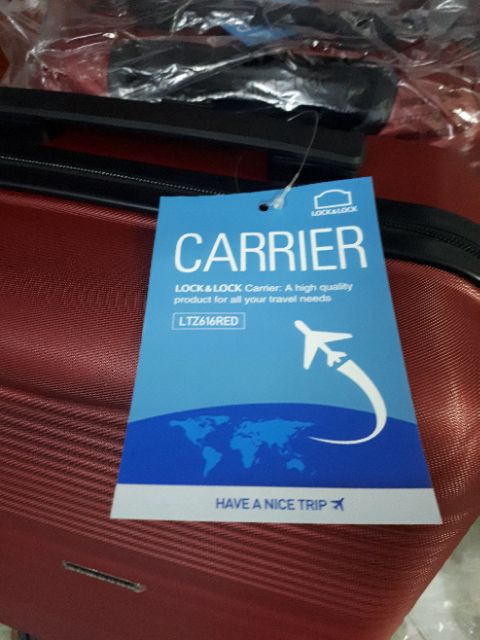 LOCK&LOCK
CARRIER
LOCK&LOCK Carrier: A high quality
product for all your travel needs
LTZ616RED
HAVE A NICE TRIP